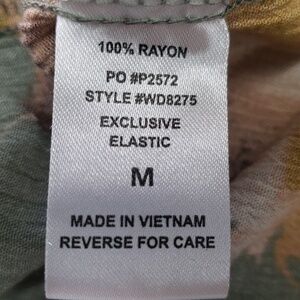 100% RAYON
PO #P2572
STYLE #WD8275
EXCLUSIVE
ELASTIC
M
MADE IN VIETNAM
REVERSE FOR CARE